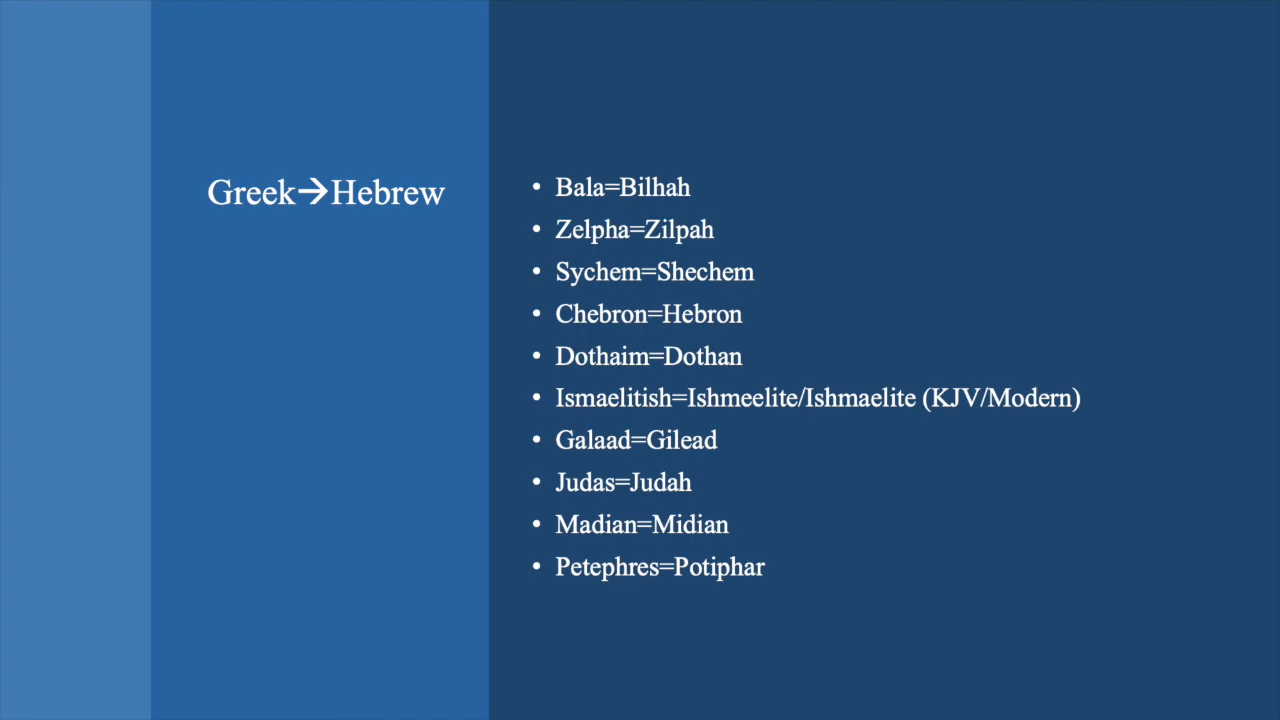 Greek→Hebrew
• Bala=Bilhah
• Zelpha=Zilpah
• Sychem=Shechem
• Chebron=Hebron
• Dothaim=Dothan
• Ismaelitish=Ishmeelite/Ishmaelite (KJV/Modern)
• Galaad=Gilead
• Judas=Judah
• Madian=Midian
• Petephres=Potiphar